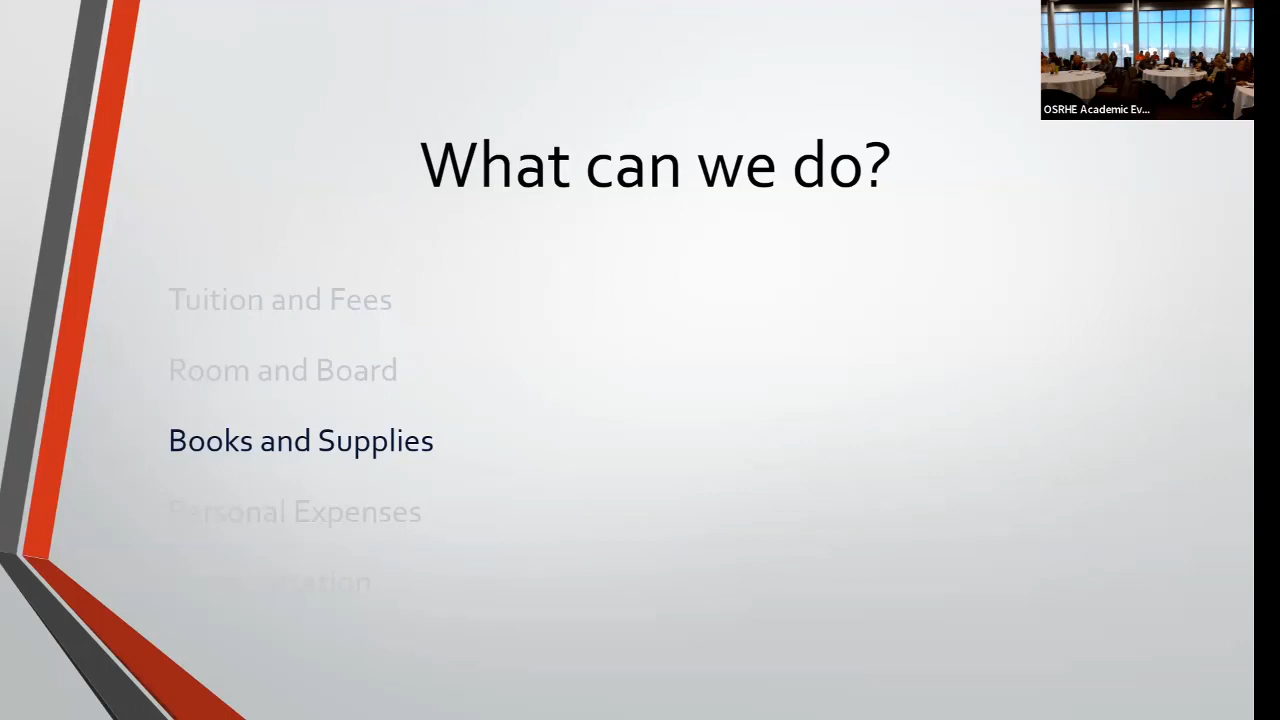 OSRHE Academic Ev...
What can we do?
Tuition and Fees
Room and Board
Books and Supplies
Personal Expenses